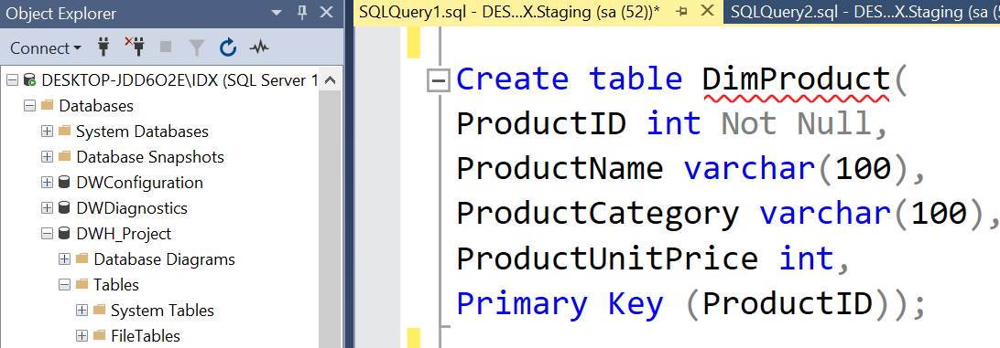 Object Explorer
Connect
DESKTOP-JDD6O2E\IDX (SQL Server 1
Databases
System Databases
Database Snapshots
DWConfiguration
DWDiagnostics
DWH_Project
Database Diagrams
Tables
System Tables
FileTables
SQLQuery1.sql - DES...X.Staging (sa (52))*
SQLQuery2.sql - DES...X.Staging (sa (5
Create table DimProduct(
ProductID int Not Null,
ProductName varchar(100),
ProductCategory varchar(100),
ProductUnitPrice int,
Primary Key (ProductID));